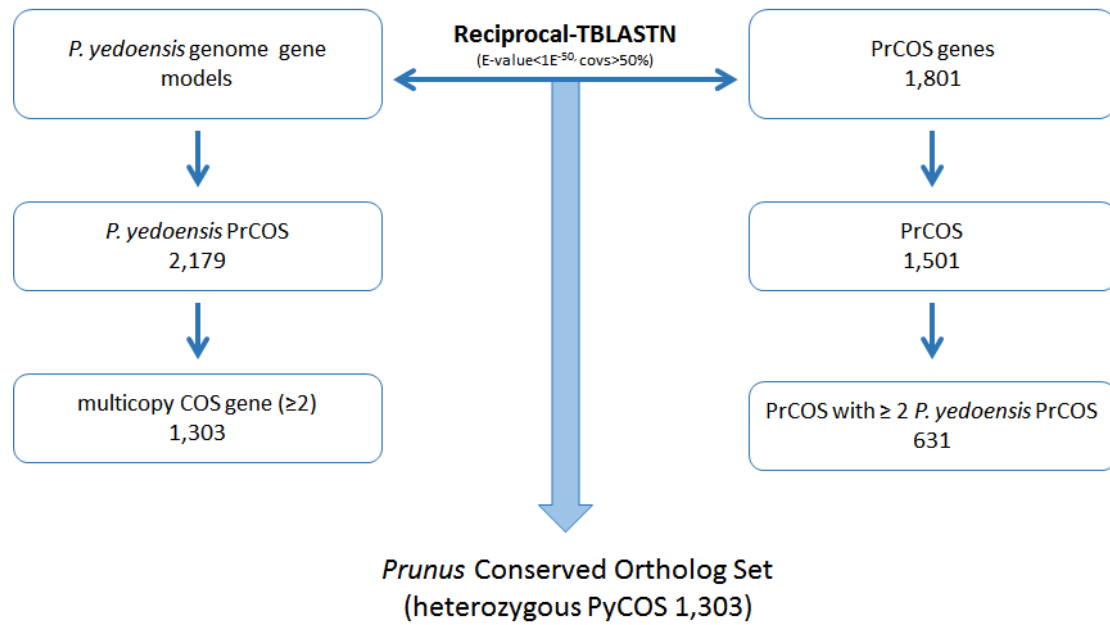 P. yedoensis genome gene
models
Reciprocal-TBLASTN
(E-value<1E-50, covs>50%)
PrCOS genes
1,801
P. yedoensis PrCOS
2,179
PrCOS
1,501
multicopy COS gene (≥2)
1,303
PrCOS with ≥ 2 P. yedoensis PrCOS
631
Prunus Conserved Ortholog Set
(heterozygous PyCOS 1,303)